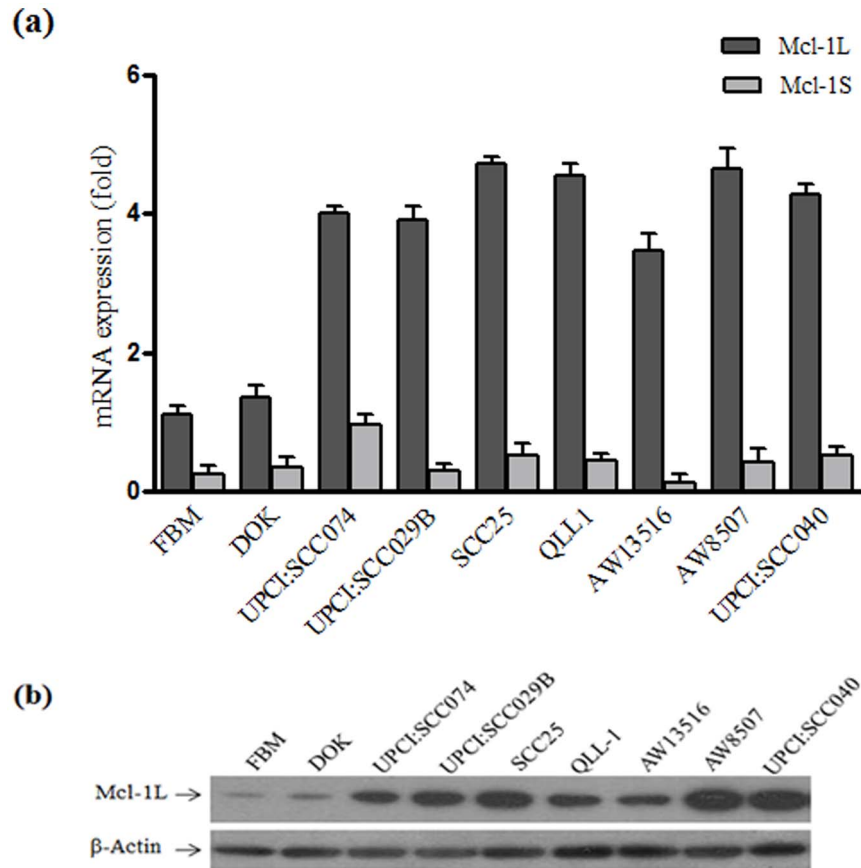 (a)
Mcl-1L
Mcl-1S
6
4
2
0
mRNA expression (fold)
FBM
DOK
UPCI:SCC074
UPCI:SCC029B
SCC25
QLL1
AW13516
AW8507
UPCI:SCC040
(b)
FBM
DOK
UPCI:SCC074
UPCI:SCC029B
SCC25
QLL-1
AW13516
AW8507
UPCI:SCC040
Mcl-1L →
β-Actin →